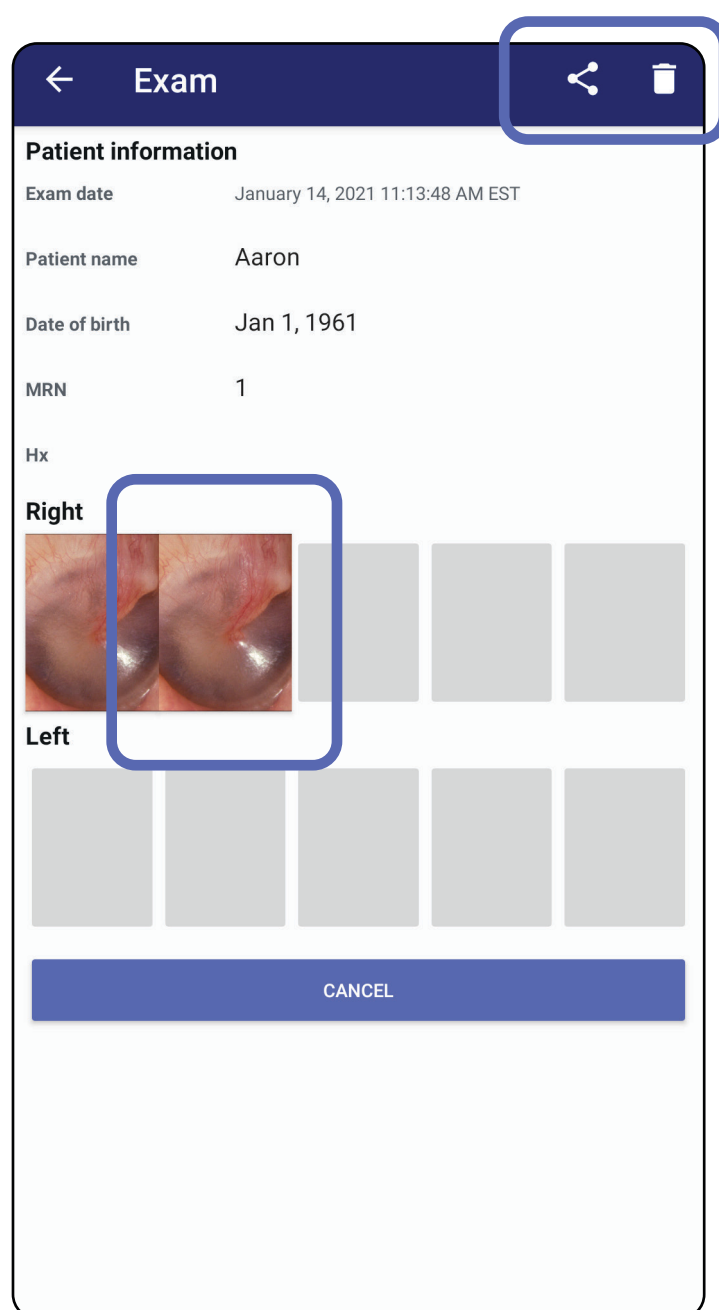 Exam
Patient information
Exam date January 14, 2021 11:13:48 AM EST
Patient name Aaron
Date of birth Jan 1, 1961
MRN 1
Hx
Right
Left
CANCEL